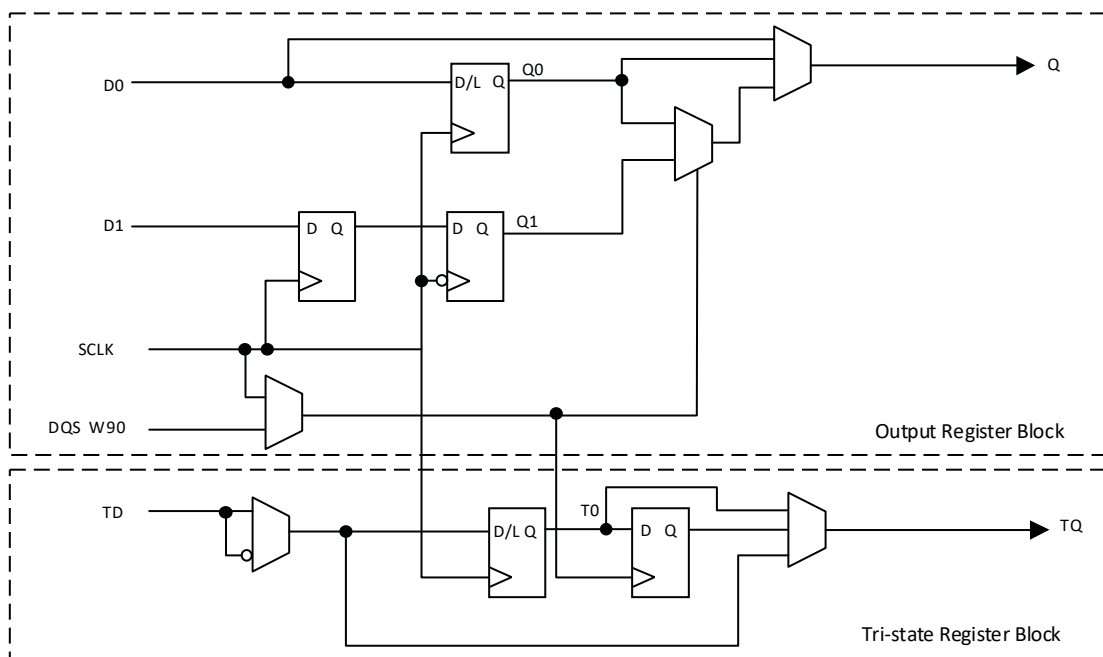 D0
D/L Q
Q0
Q
D1
D Q
D Q
Q1
SCLK
DQS W90
Output Register Block
TD
D/L Q
T0
D Q
TQ
Tri-state Register Block